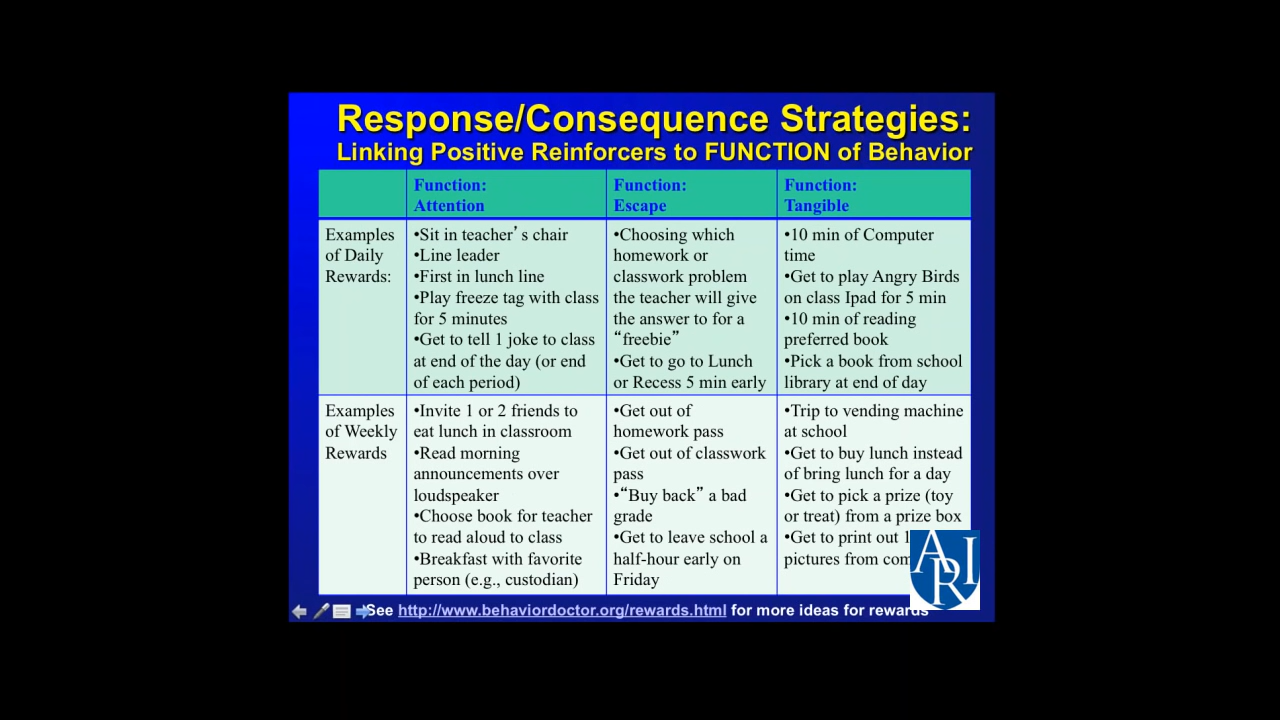 Response/Consequence Strategies:
Linking Positive Reinforcers to FUNCTION of Behavior
Function:
Attention
Function:
Escape
Function:
Tangible
Examples
of Daily
Rewards:
•Sit in teacher’s chair
•Line leader
•First in lunch line
•Play freeze tag with class
for 5 minutes
•Get to tell 1 joke to class
at end of the day (or end
of each period)
•Choosing which
homework or
classwork problem
the teacher will give
the answer to for a
“freebie”
•Get to go to Lunch
or Recess 5 min early
•10 min of Computer
time
•Get to play Angry Birds
on class Ipad for 5 min
•10 min of reading
preferred book
•Pick a book from school
library at end of day
Examples
of Weekly
Rewards
•Invite 1 or 2 friends to
eat lunch in classroom
•Read morning
announcements over
loudspeaker
•Choose book for teacher
to read aloud to class
•Breakfast with favorite
person (e.g., custodian)
•Get out of
homework pass
•Get out of classwork
pass
•“Buy back” a bad
grade
•Get to leave school a
half-hour early on
Friday
•Trip to vending machine
at school
•Get to buy lunch instead
of bring lunch for a day
•Get to pick a prize (toy
or treat) from a prize box
•Get to print out
pictures from
ARI
See http://www.behaviordoctor.org/rewards.html for more ideas for rewards